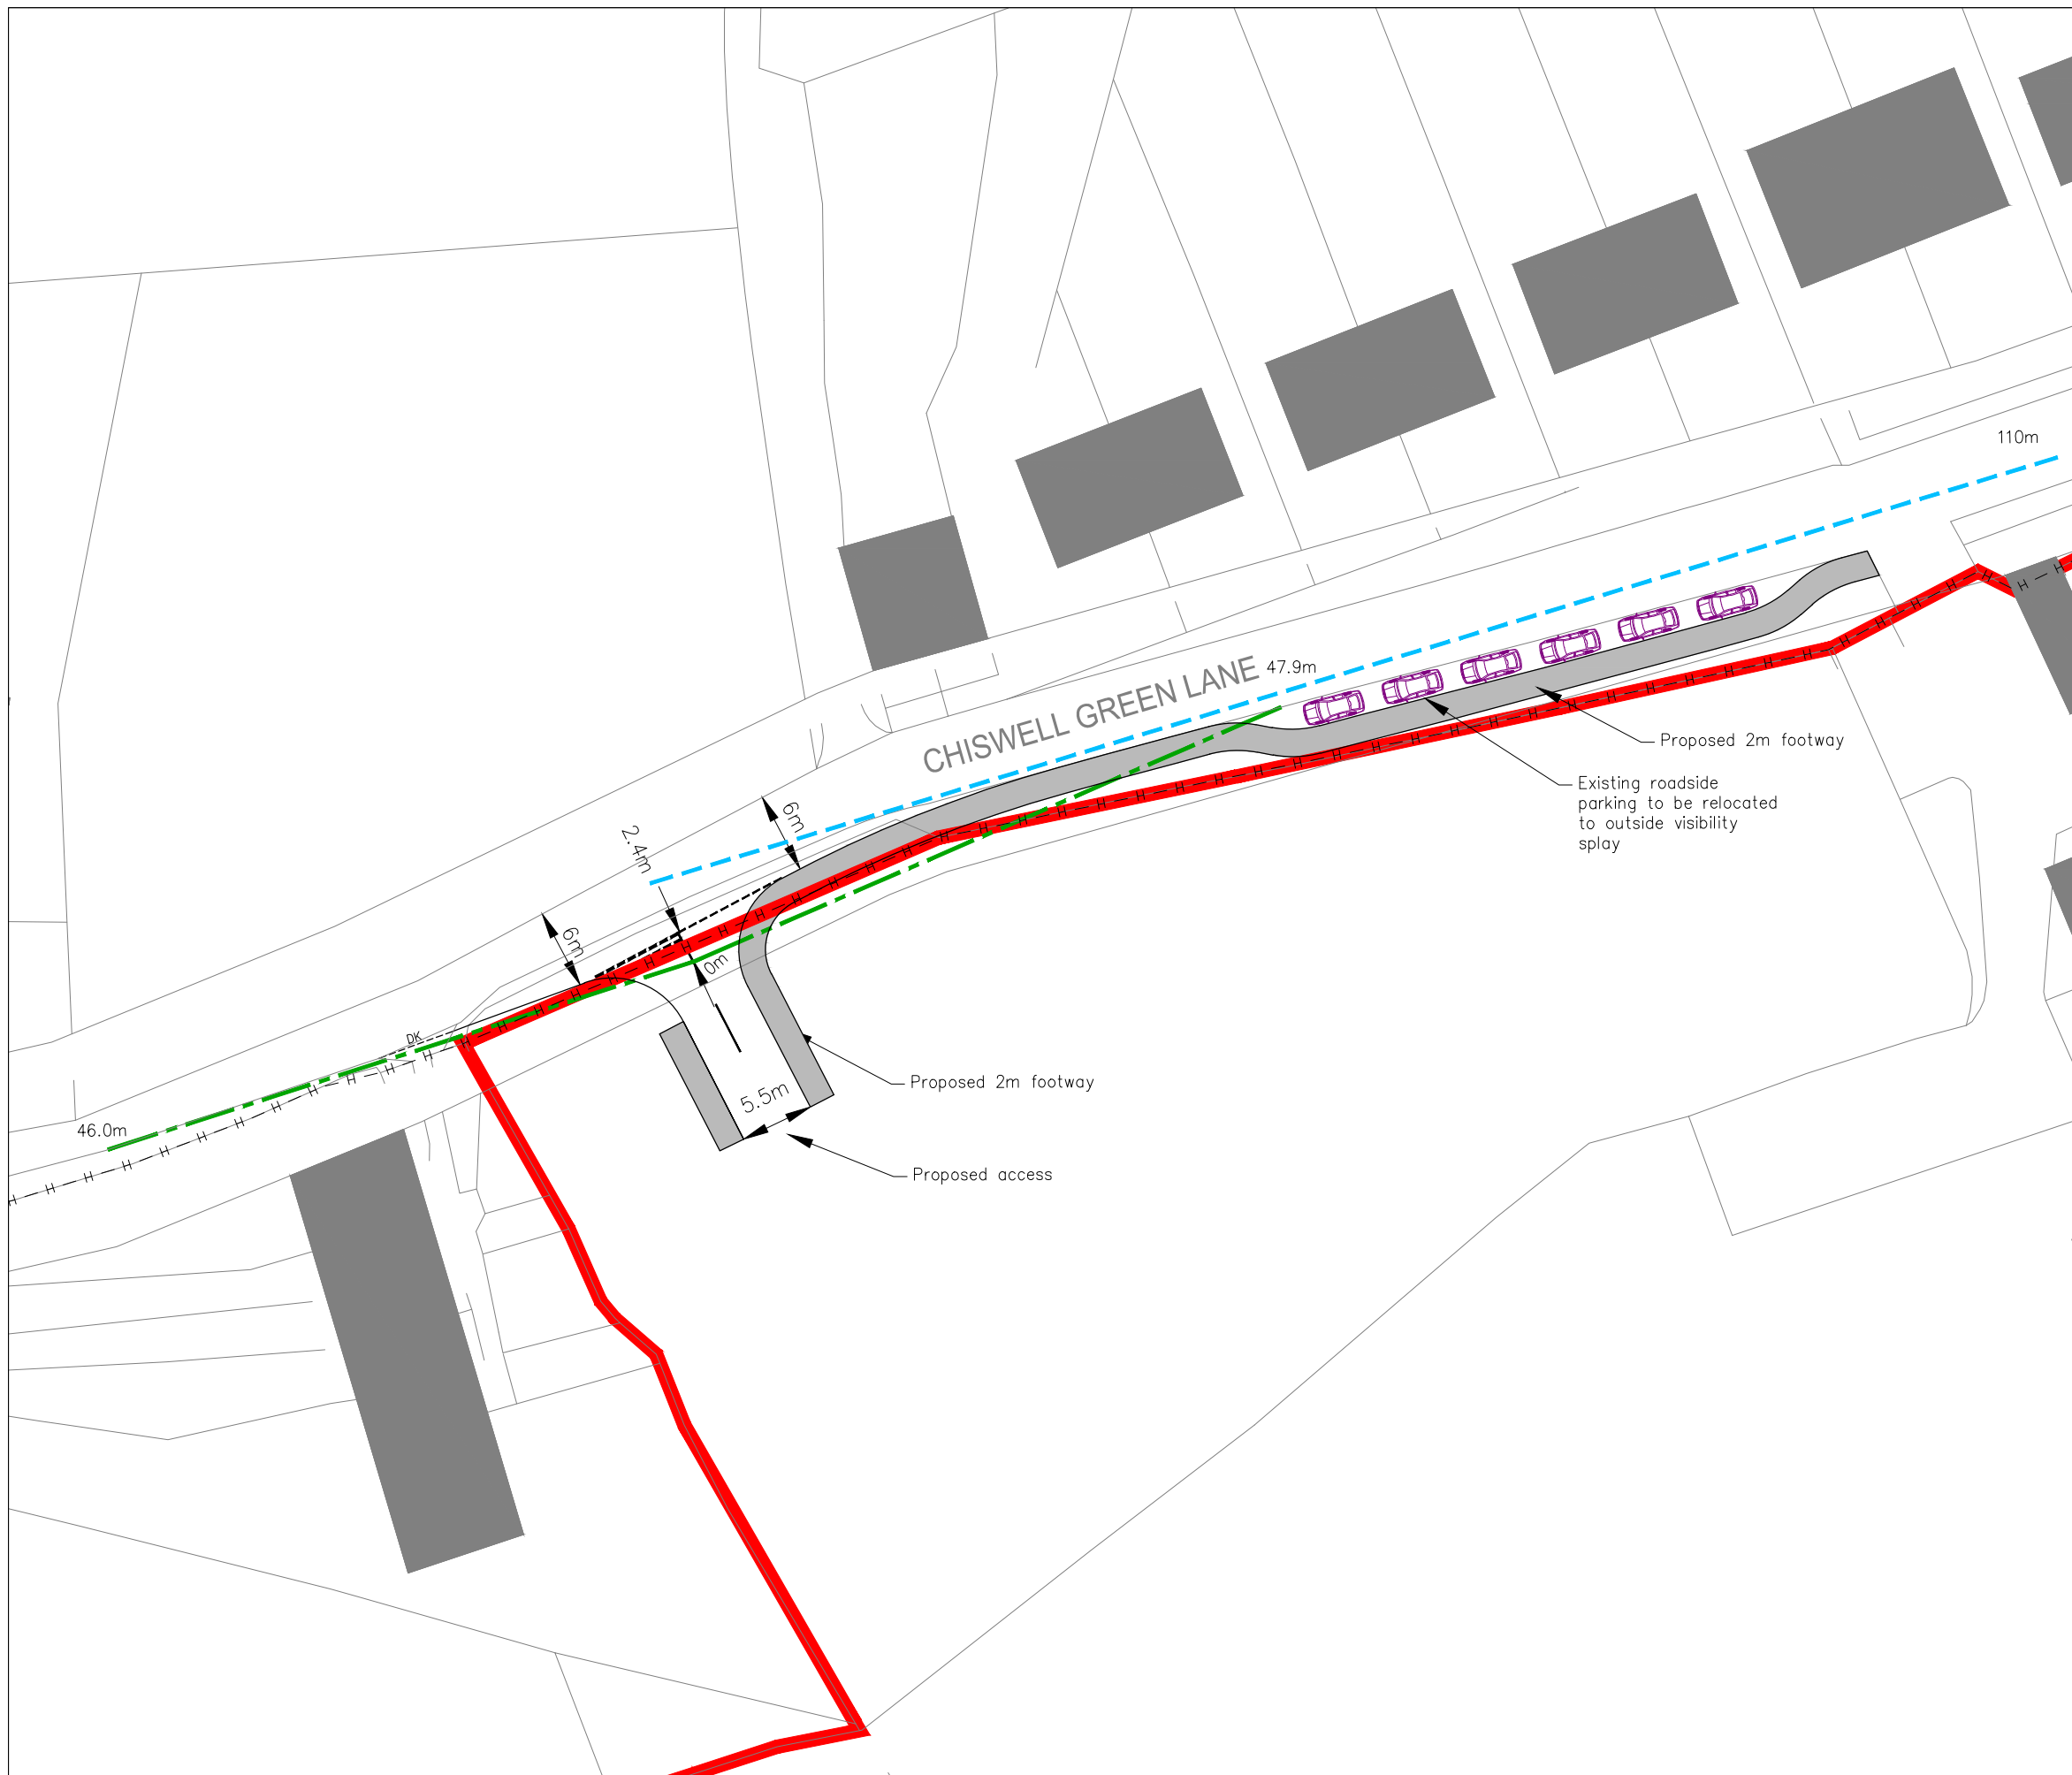 110m
CHISWELL GREEN LANE
47.9m
Proposed 2m footway
Existing roadside
parking to be relocated
to outside visibility
splay
6m
2.4m
6m
0m
DK
Proposed 2m footway
5.5m
46.0m
Proposed access
H H H H H H H H H H H H H H H H H H H H H H H H H H H H H H H H H H H H H H H H H H H H H H H H H H H H H H